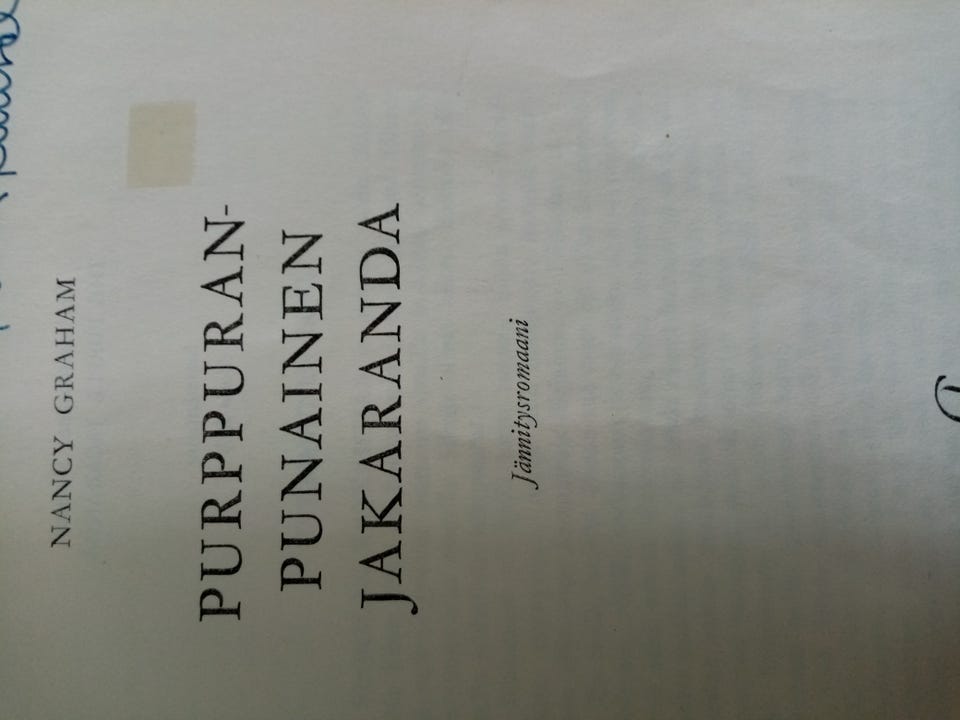 NANCY GRAHAM
PURPPURAN-
PUNAINEN
JAKARANDA
Jännitysromaani